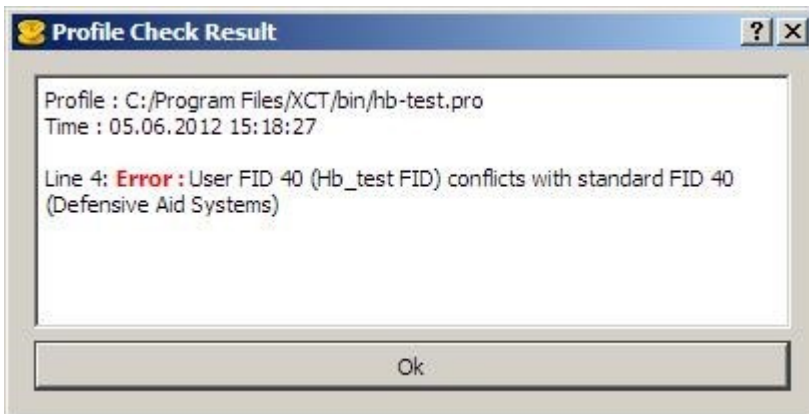 Profile Check Result
Profile : C:/Program Files/XCT/bin/hb-test.pro
Time : 05.06.2012 15:18:27
Line 4: Error : User FID 40 (Hb_test FID) conflicts with standard FID 40
(Defensive Aid Systems)
Ok